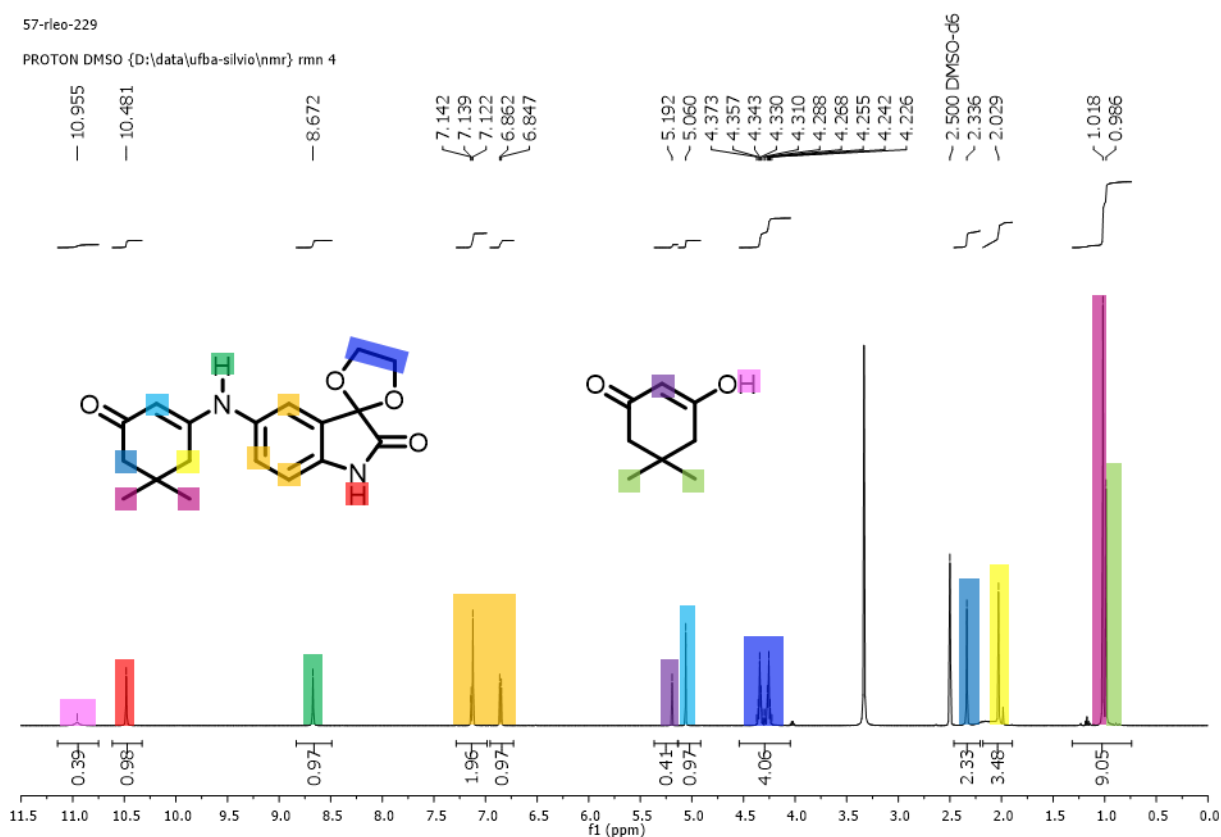 57-rleo-229
PROTON DMSO {D:\data\ufba-silvio\nmr} rmn 4
10.955
10.481
8.672
7.142
7.139
7.122
6.862
6.847
5.192
5.060
4.373
4.357
4.343
4.330
4.310
4.288
4.268
4.255
4.242
4.226
2.500 DMSO-d6
2.336
2.029
1.018
0.986
H
O
N
O
O
O
N
H
O
OH
0.39
0.98
0.97
1.96
0.97
0.41
0.97
4.06
2.33
3.48
9.05
11.5 11.0 10.5 10.0 9.5 9.0 8.5 8.0 7.5 7.0 6.5 6.0 5.5 5.0 4.5 4.0 3.5 3.0 2.5 2.0 1.5 1.0 0.5 0.0
f1 (ppm)